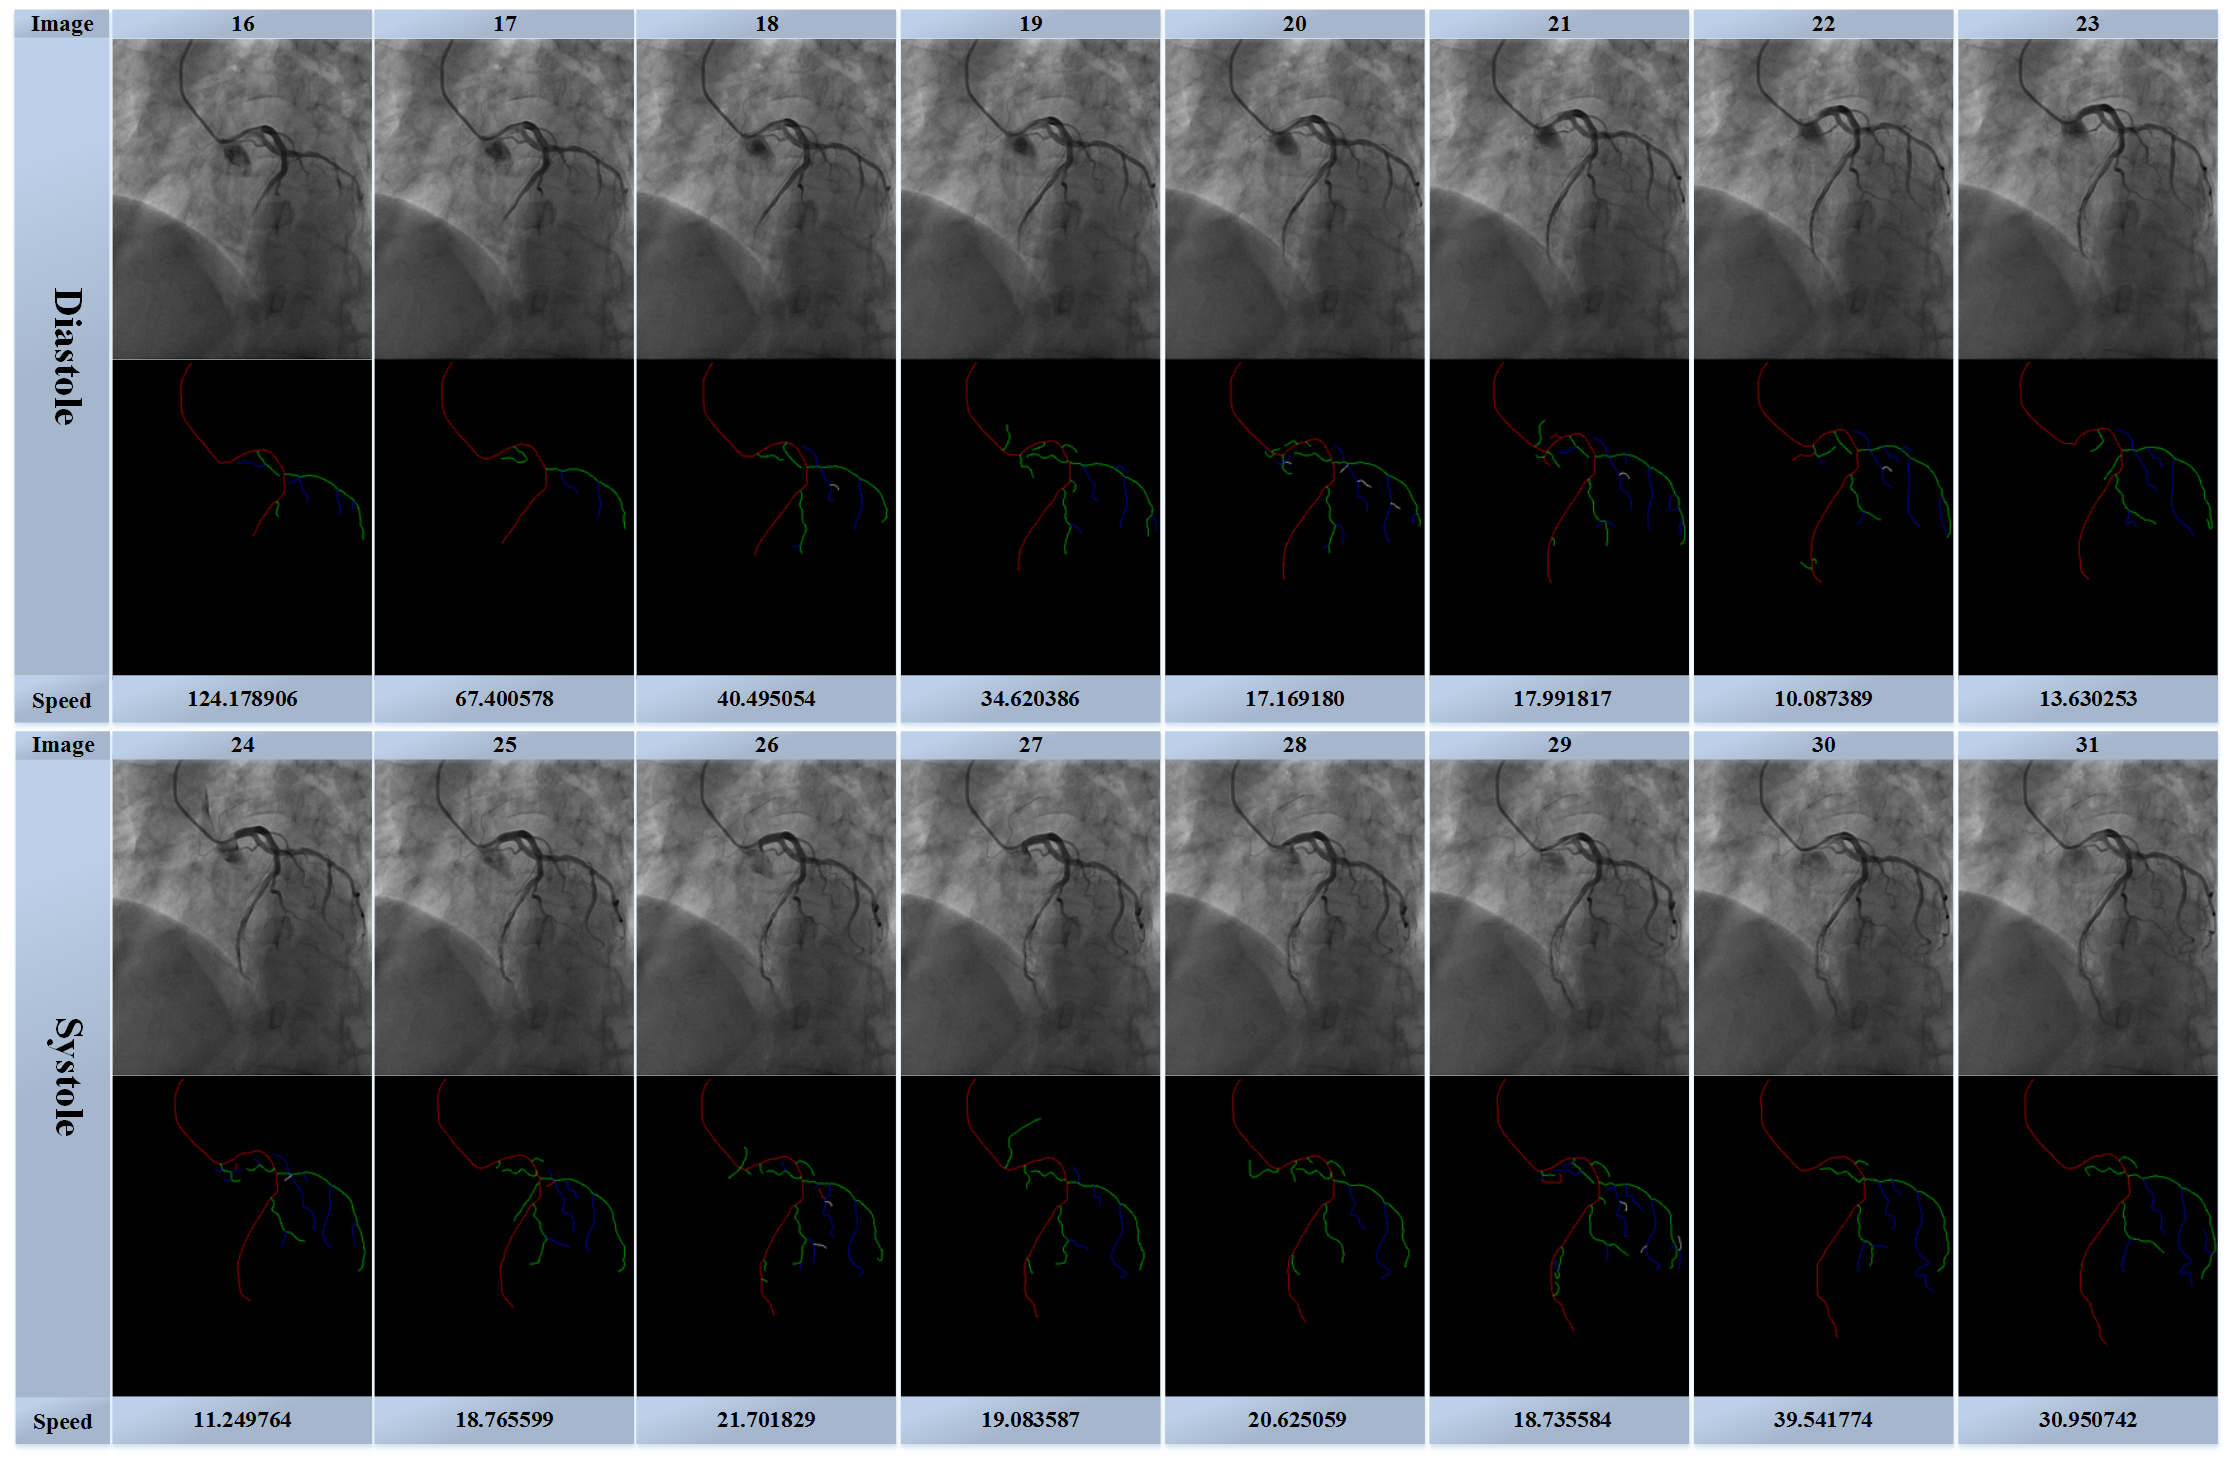 Image 16 17 18 19 20 21 22 23
Diastole
Speed 124.178906 67.400578 40.495054 34.620386 17.169180 17.991817 10.087389 13.630253
Image 24 25 26 27 28 29 30 31
Systole
Speed 11.249764 18.765599 21.701829 19.083587 20.625059 18.735584 39.541774 30.950742